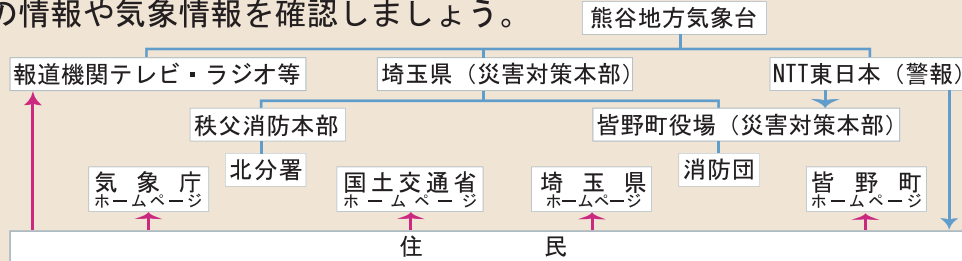 の情報や気象情報を確認しましょう。
熊谷地方気象台
報道機関テレビ・ラジオ等
埼玉県（災害対策本部）
NTT東日本（警報）
秩父消防本部
皆野町役場（災害対策本部）
北分署
消防団
気象庁
ホームページ
国土交通省
ホームページ
埼玉県
ホームページ
皆野町
ホームページ
住民